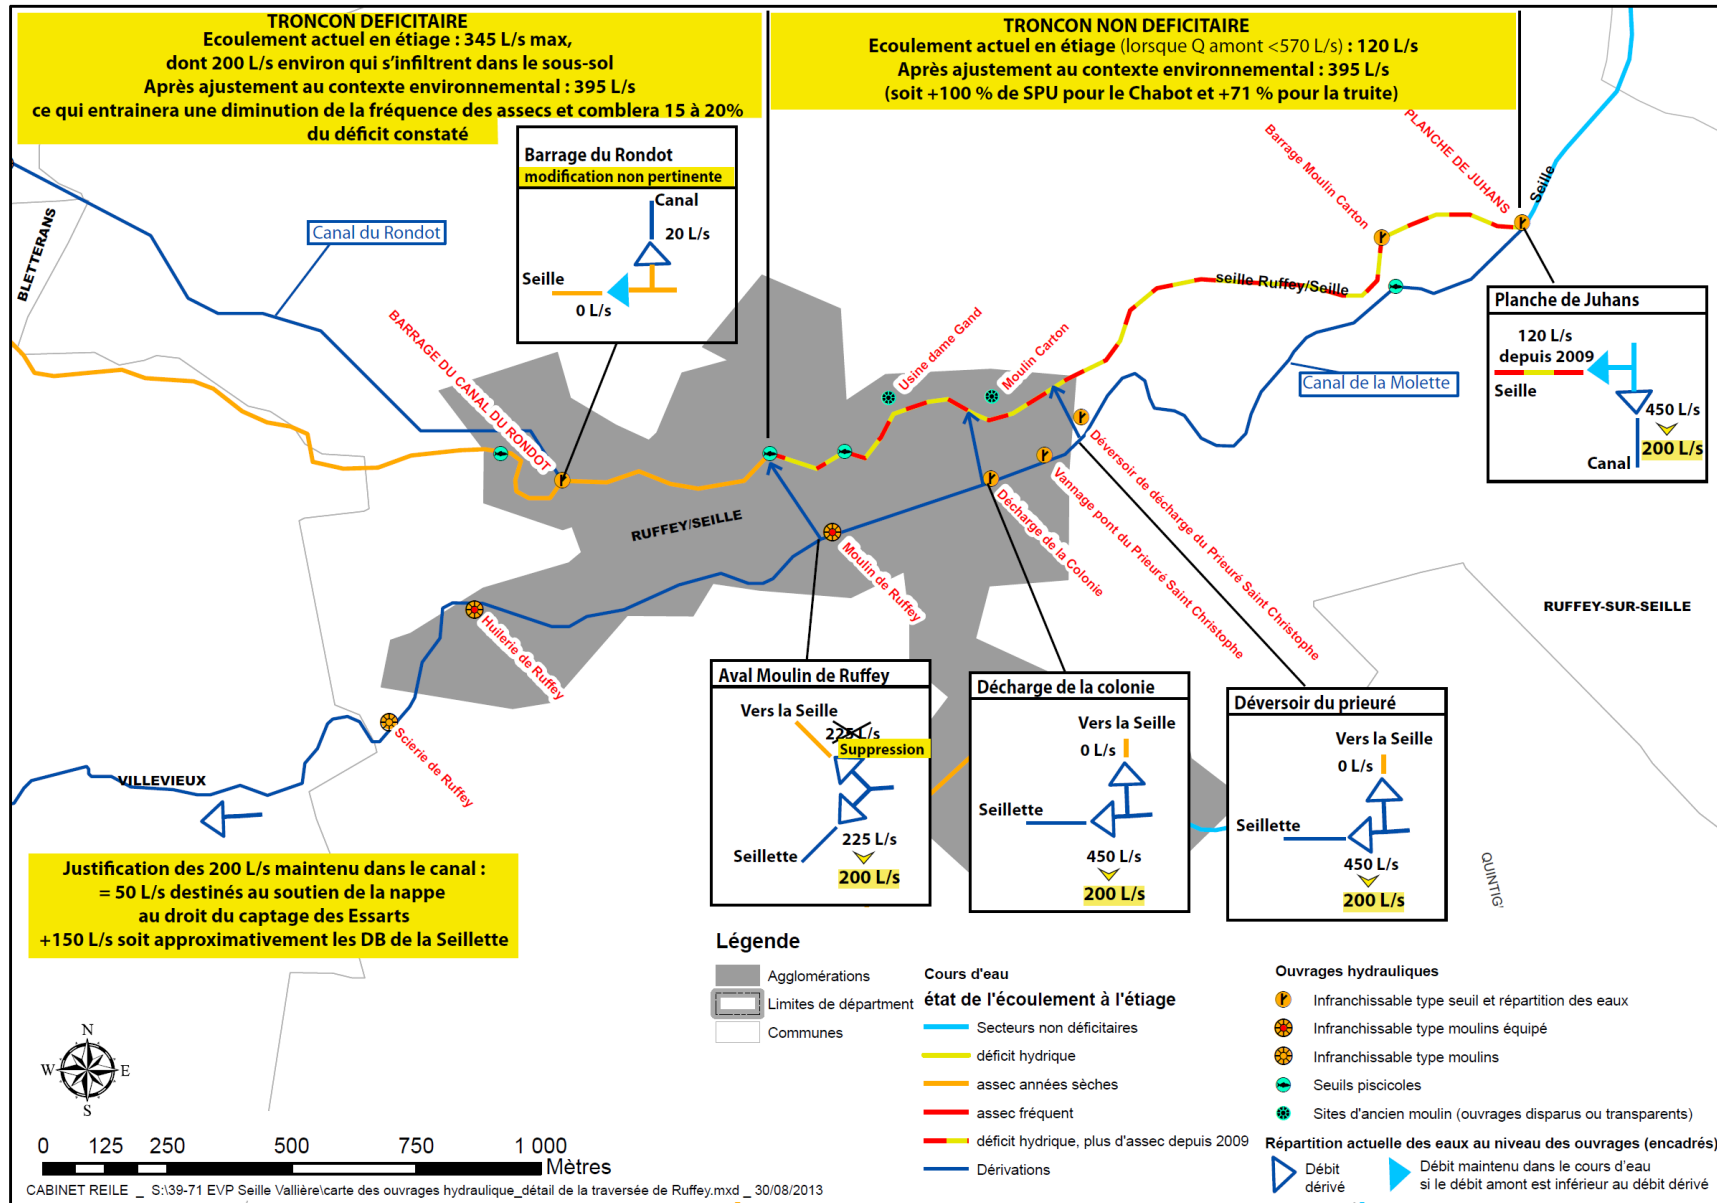 TRONCON DEFICITAIRE
Ecoulement actuel en étiage : 345 L/s max,
dont 200 L/s environ qui s'infiltrent dans le sous-sol
Après ajustement au contexte environnemental : 395 L/s
ce qui entrainera une diminution de la fréquence des assecs et comblera 15 à 20%
du déficit constaté
TRONCON NON DEFICITAIRE
Ecoulement actuel en étiage (lorsque Q amont <570 L/s) : 120 L/s
Après ajustement au contexte environnemental : 395 L/s
(soit +100 % de SPU pour le Chabot et +71 % pour la truite)
Barrage du Rondot
modification non pertinente
Canal
20 L/s
Seille
0 L/s
BLETTERANS
Canal du Rondot
BARRAGE DU CANAL DU RONDOT
Usine dame Gand
Moulin Carton
Barrage Moulin Carton
PLANCHE DE JUHANS
Seille
seille Ruffey/Seille
Canal de la Molette
Planche de Juhans
120 L/s
depuis 2009
Seille
450 L/s
200 L/s
Canal
RUFFEY/SEILLE
Moulin de Ruffey
Décharge de la Colonie
Vannage pont du Prieuré Saint Christophe
Déversoir de décharge du Prieuré Saint Christophe
RUFFEY-SUR-SEILLE
Huilerie de Ruffey
Scierie de Ruffey
VILLEVIEUX
QUINTIG'
Aval Moulin de Ruffey
Vers la Seille
225 L/s
Suppression
225 L/s
Seillette
200 L/s
Décharge de la colonie
Vers la Seille
0 L/s
Seillette
450 L/s
200 L/s
Déversoir du prieuré
Vers la Seille
0 L/s
Seillette
450 L/s
200 L/s
Justification des 200 L/s maintenu dans le canal :
= 50 L/s destinés au soutien de la nappe
au droit du captage des Essarts
+150 L/s soit approximativement les DB de la Seillette
Légende
Agglomérations
Limites de départment
Communes
Cours d'eau
état de l'écoulement à l'étiage
Secteurs non déficitaires
déficit hydrique
assec années sèches
assec fréquent
déficit hydrique, plus d'assec depuis 2009
Dérivations
Ouvrages hydrauliques
Infranchissable type seuil et répartition des eaux
Infranchissable type moulins équipé
Infranchissable type moulins
Seuils piscicoles
Sites d'ancien moulin (ouvrages disparus ou transparents)
Répartition actuelle des eaux au niveau des ouvrages (encadrés)
Débit
dérivé
Débit maintenu dans le cours d'eau
si le débit amont est inférieur au débit dérivé
N
W E
S
0 125 250 500 750 1 000
Mètres
CABINET REILE _ S:\39-71 EVP Seille Vallière\carte des ouvrages hydraulique_détail de la traversée de Ruffey.mxd _ 30/08/2013